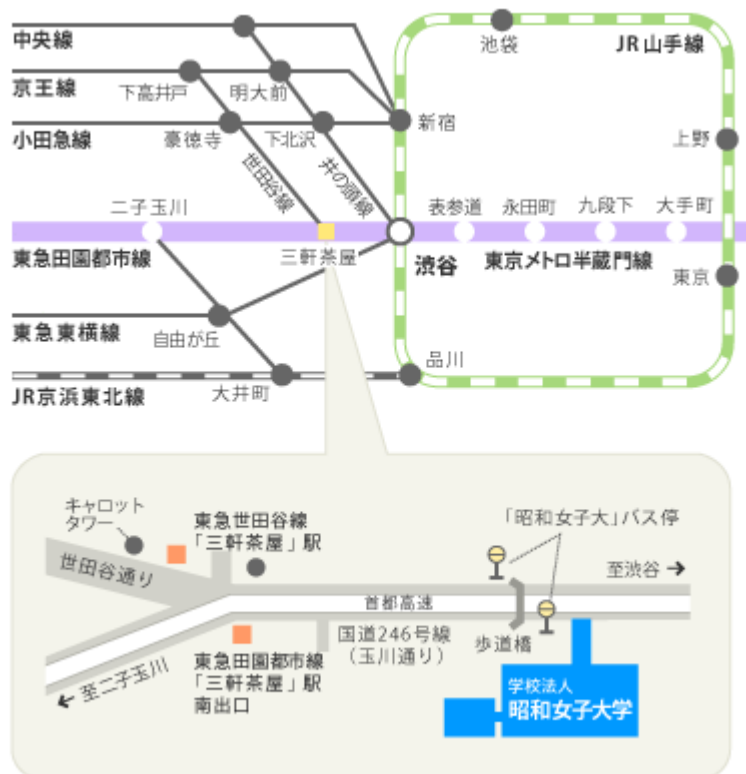 中央線
池袋
JR山手線
京王線
下高井戸
明大前
新宿
小田急線
豪徳寺
下北沢
上野
世田谷線
井の頭線
二子玉川
表参道
永田町
九段下
大手町
東急田園都市線
三軒茶屋
渋谷
東京メトロ半蔵門線
東京
東急東横線
自由が丘
品川
JR京浜東北線
大井町
キャロット
タワー
東急世田谷線
「三軒茶屋」駅
「昭和女子大」バス停
世田谷通り
至渋谷→
首都高速
国道246号線
(玉川通り)
歩道橋
←至二子玉川
東急田園都市線
「三軒茶屋」駅
南出口
学校法人
昭和女子大学